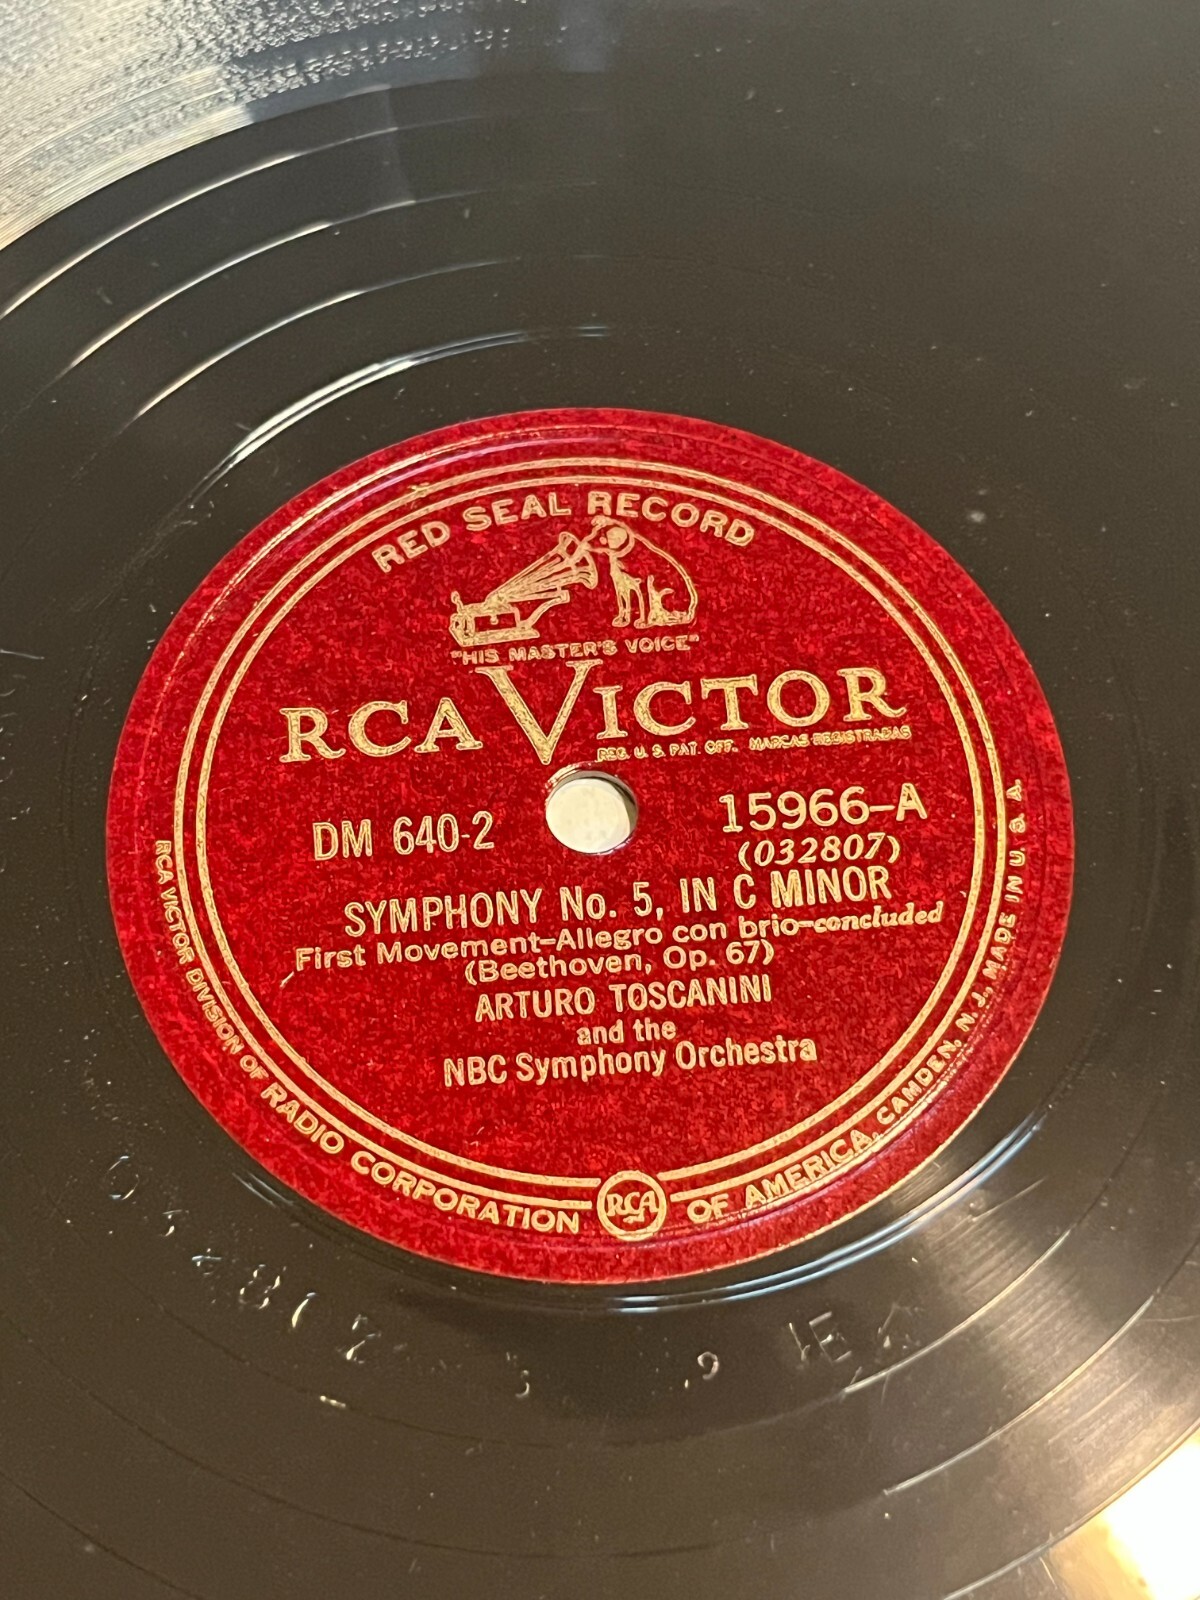 RED SEAL RECORD
"HIS MASTER'S VOICE"
RCA VICTOR
REG. U. S. PAT. OFF. MARCAS REGISTRADAS
DM 640-2
15966-A
(032807)
SYMPHONY No. 5, IN C MINOR
First Movement-Allegro con brio-concluded
(Beethoven, Op. 67)
ARTURO TOSCANINI
and the
NBC Symphony Orchestra
RCA VICTOR DIVISION OF RADIO CORPORATION RCA OF AMERICA, CAMDEN, N. J., MADE IN U. S. A.